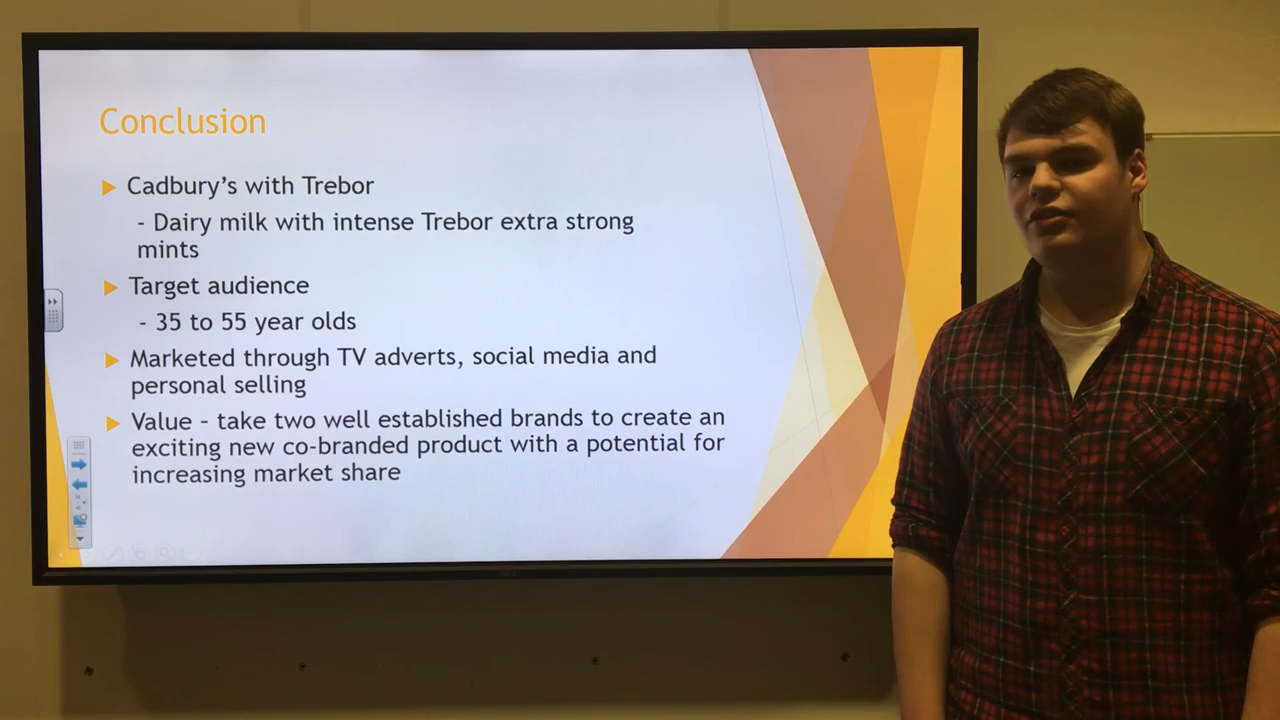 Conclusion
Cadbury’s with Trebor
- Dairy milk with intense Trebor extra strong
mints
Target audience
- 35 to 55 year olds
Marketed through TV adverts, social media and
personal selling
Value - take two well established brands to create an
exciting new co-branded product with a potential for
increasing market share